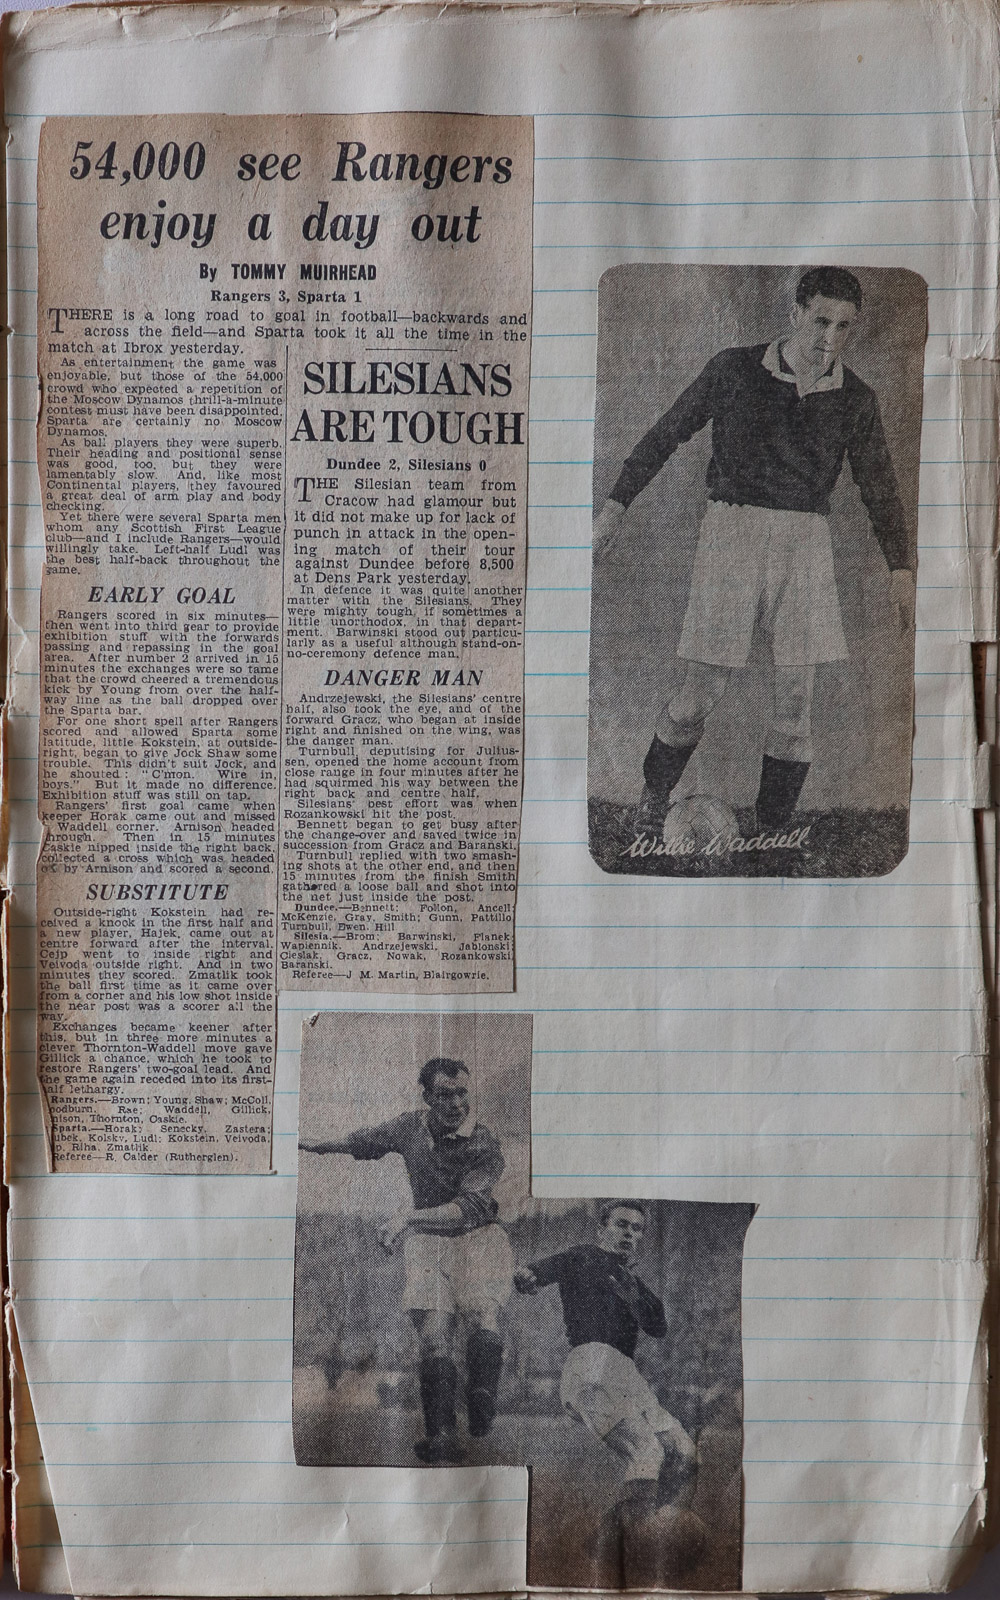 54,000 see Rangers
enjoy a day out
By TOMMY MUIRHEAD
Rangers 3, Sparta 1
THERE is a long road to goal in football—backwards and
across the field—and Sparta took it all the time in the
match at Ibrox yesterday.
As entertainment the game was
enjoyable, but those of the 54,000
crowd who expected a repetition of
the Moscow Dynamos thrill-a-minute
contest must have been disappointed.
Sparta are certainly no Moscow
Dynamos.
As ball players they were superb.
Their heading and positional sense
was good, too, but they were
lamentably slow. And, like most
Continental players, they favoured
a great deal of arm play and body
checking.
Yet there were several Sparta men
whom any Scottish First League
club—and I include Rangers—would
willingly take. Left-half Ludl was
the best half-back throughout the
game.
EARLY GOAL
Rangers scored in six minutes—
then went into third gear to provide
exhibition stuff with the forwards
passing and repassing in the goal
area. After number 2 arrived in 15
minutes the exchanges were so tame
that the crowd cheered a tremendous
kick by Young from over the half-
way line as the ball dropped over
the Sparta bar.
For one short spell after Rangers
scored and allowed Sparta some
latitude, little Kokstein, at outside-
right, began to give Jock Shaw some
trouble. This didn't suit Jock, and
he shouted: "C'mon. Wire in,
boys." But it made no difference.
Exhibition stuff was still on tap.
Rangers' first goal came when
keeper Horak came out and missed
a Waddell corner. Arnison headed
through. Then in 15 minutes
Caskie nipped inside the right back,
collected a cross which was headed
by Arnison and scored a second.
SUBSTITUTE
Outside-right Kokstein had re-
ceived a knock in the first half and
a new player, Hajek, came out at
centre forward after the interval.
Cejp went to inside right and
Vejvoda outside right. And in two
minutes they scored. Zmatlik took
the ball first time as it came over
from a corner and his low shot inside
the near post was a scorer all the
way.
Exchanges became keener after
this, but in three more minutes a
clever Thornton-Waddell move gave
Gillick a chance, which he took to
restore Rangers' two-goal lead. And
the game again receded into its first-
half lethargy.
Rangers.—Brown; Young, Shaw; McColl,
oodburn, Rae; Waddell, Gillick,
nison, Thornton, Caskie.
Sparta.—Horak; Senecky, Zastera;
ubek, Kolsky, Ludl; Kokstein, Vejvoda,
p, Riha, Zmatlik.
Referee—R. Calder (Rutherglen).
SILESIANS
ARE TOUGH
Dundee 2, Silesians 0
THE Silesian team from
Cracow had glamour but
it did not make up for lack of
punch in attack in the open-
ing match of their tour
against Dundee before 8,500
at Dens Park yesterday.
In defence it was quite another
matter with the Silesians. They
were mighty tough, if sometimes a
little unorthodox, in that depart-
ment. Barwinski stood out particu-
larly as a useful although stand-on-
no-ceremony defence man.
DANGER MAN
Andrzejewski, the Silesians' centre
half, also took the eye, and of the
forward Gracz, who began at inside
right and finished on the wing, was
the danger man.
Turnbull, deputising for Julius-
sen, opened the home account from
close range in four minutes after he
had squirmed his way between the
right back and centre half.
Silesians' best effort was when
Rozankowski hit the post.
Bennett began to get busy after
the change-over and saved twice in
succession from Gracz and Baranski.
Turnbull replied with two smash-
ing shots at the other end, and then
15 minutes from the finish Smith
gathered a loose ball and shot into
the net just inside the post.
Dundee.—Bennett; Follon, Ancell;
McKenzie, Gray, Smith; Gunn, Pattillo,
Turnbull, Ewen, Hill
Silesia.—Brom; Barwinski, Flanek;
Wapiennik, Andrzejewski, Jablonski;
Cieslak, Gracz, Nowak, Rozankowski,
Baranski.
Referee—J. M. Martin, Blairgowrie.
Willie Waddell